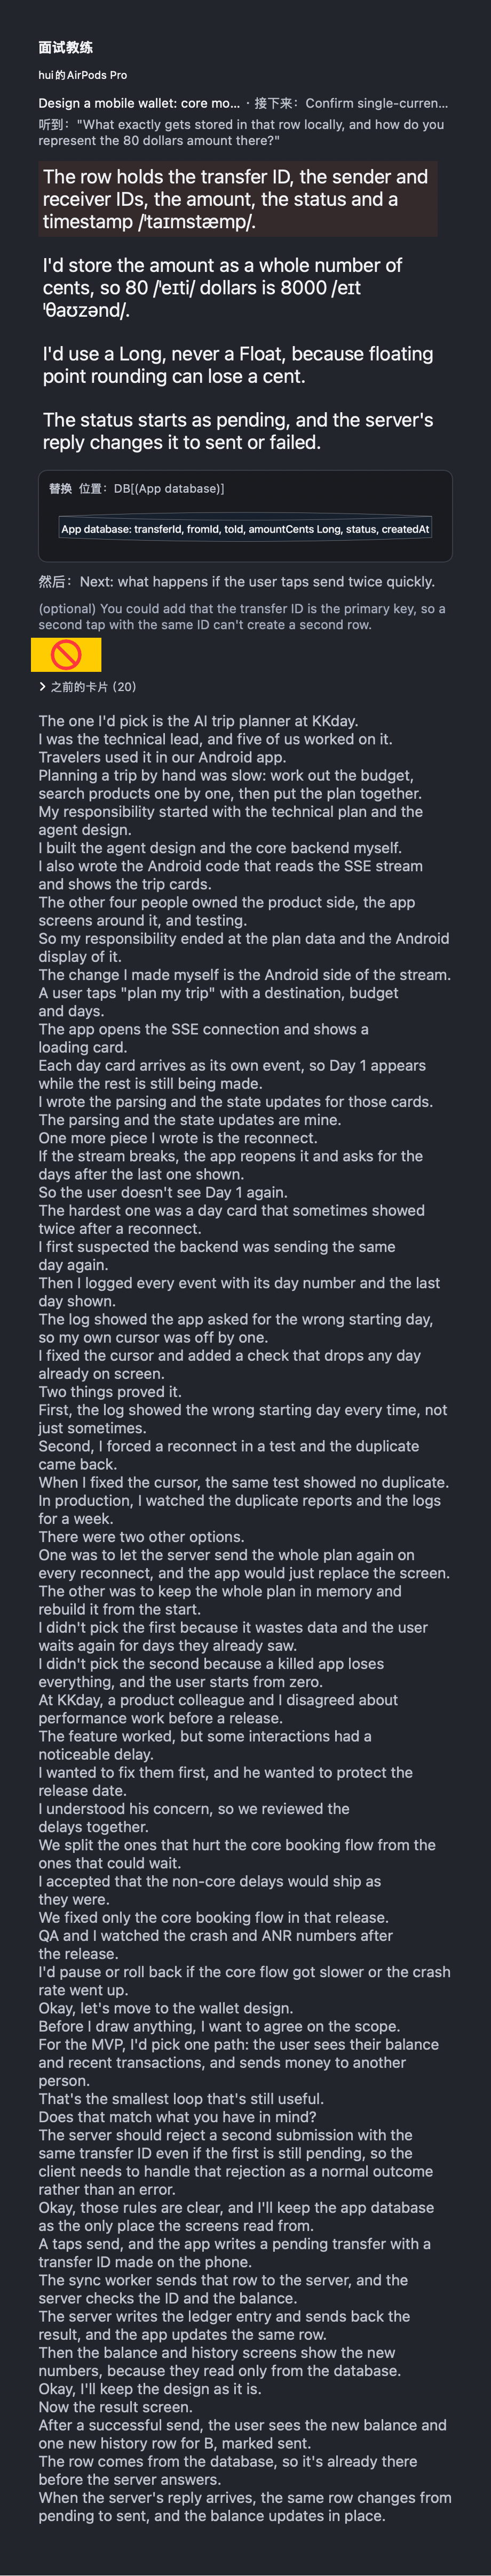 面试教练
hui 的 AirPods Pro
Design a mobile wallet: core mo... · 接下来：Confirm single-curren...
听到："What exactly gets stored in that row locally, and how do you
represent the 80 dollars amount there?"
The row holds the transfer ID, the sender and
receiver IDs, the amount, the status and a
timestamp /ˈtaɪmstæmp/.
I'd store the amount as a whole number of
cents, so 80 /ˈeɪti/ dollars is 8000 /eɪt
ˈθaʊzənd/.
I'd use a Long, never a Float, because floating
point rounding can lose a cent.
The status starts as pending, and the server's
reply changes it to sent or failed.
替换 位置：DB[(App database)]
App database: transferId, fromId, toId, amountCents Long, status, createdAt
然后：Next: what happens if the user taps send twice quickly.
(optional) You could add that the transfer ID is the primary key, so a
second tap with the same ID can't create a second row.
之前的卡片 (20)
The one I'd pick is the AI trip planner at KKday.
I was the technical lead, and five of us worked on it.
Travelers used it in our Android app.
Planning a trip by hand was slow: work out the budget,
search products one by one, then put the plan together.
My responsibility started with the technical plan and the
agent design.
I built the agent design and the core backend myself.
I also wrote the Android code that reads the SSE stream
and shows the trip cards.
The other four people owned the product side, the app
screens around it, and testing.
So my responsibility ended at the plan data and the Android
display of it.
The change I made myself is the Android side of the stream.
A user taps "plan my trip" with a destination, budget
and days.
The app opens the SSE connection and shows a
loading card.
Each day card arrives as its own event, so Day 1 appears
while the rest is still being made.
I wrote the parsing and the state updates for those cards.
The parsing and the state updates are mine.
One more piece I wrote is the reconnect.
If the stream breaks, the app reopens it and asks for the
days after the last one shown.
So the user doesn't see Day 1 again.
The hardest one was a day card that sometimes showed
twice after a reconnect.
I first suspected the backend was sending the same
day again.
Then I logged every event with its day number and the last
day shown.
The log showed the app asked for the wrong starting day,
so my own cursor was off by one.
I fixed the cursor and added a check that drops any day
already on screen.
Two things proved it.
First, the log showed the wrong starting day every time, not
just sometimes.
Second, I forced a reconnect in a test and the duplicate
came back.
When I fixed the cursor, the same test showed no duplicate.
In production, I watched the duplicate reports and the logs
for a week.
There were two other options.
One was to let the server send the whole plan again on
every reconnect, and the app would just replace the screen.
The other was to keep the whole plan in memory and
rebuild it from the start.
I didn't pick the first because it wastes data and the user
waits again for days they already saw.
I didn't pick the second because a killed app loses
everything, and the user starts from zero.
At KKday, a product colleague and I disagreed about
performance work before a release.
The feature worked, but some interactions had a
noticeable delay.
I wanted to fix them first, and he wanted to protect the
release date.
I understood his concern, so we reviewed the
delays together.
We split the ones that hurt the core booking flow from the
ones that could wait.
I accepted that the non-core delays would ship as
they were.
We fixed only the core booking flow in that release.
QA and I watched the crash and ANR numbers after
the release.
I'd pause or roll back if the core flow got slower or the crash
rate went up.
Okay, let's move to the wallet design.
Before I draw anything, I want to agree on the scope.
For the MVP, I'd pick one path: the user sees their balance
and recent transactions, and sends money to another
person.
That's the smallest loop that's still useful.
Does that match what you have in mind?
The server should reject a second submission with the
same transfer ID even if the first is still pending, so the
client needs to handle that rejection as a normal outcome
rather than an error.
Okay, those rules are clear, and I'll keep the app database
as the only place the screens read from.
A taps send, and the app writes a pending transfer with a
transfer ID made on the phone.
The sync worker sends that row to the server, and the
server checks the ID and the balance.
The server writes the ledger entry and sends back the
result, and the app updates the same row.
Then the balance and history screens show the new
numbers, because they read only from the database.
Okay, I'll keep the design as it is.
Now the result screen.
After a successful send, the user sees the new balance and
one new history row for B, marked sent.
The row comes from the database, so it's already there
before the server answers.
When the server's reply arrives, the same row changes from
pending to sent, and the balance updates in place.